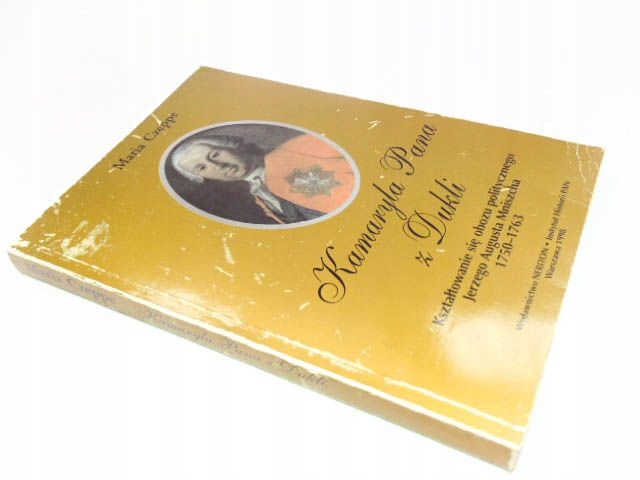 Maria Czeppe
Kamaryla Pana
z Dukli
Kształtowanie się obozu politycznego
Jerzego Augusta Mniszcha
1750-1763
Wydawnictwo NERITON • Instytut Historii PAN
Warszawa 1998
Maria Czeppe Kamaryla Pana z Dukli